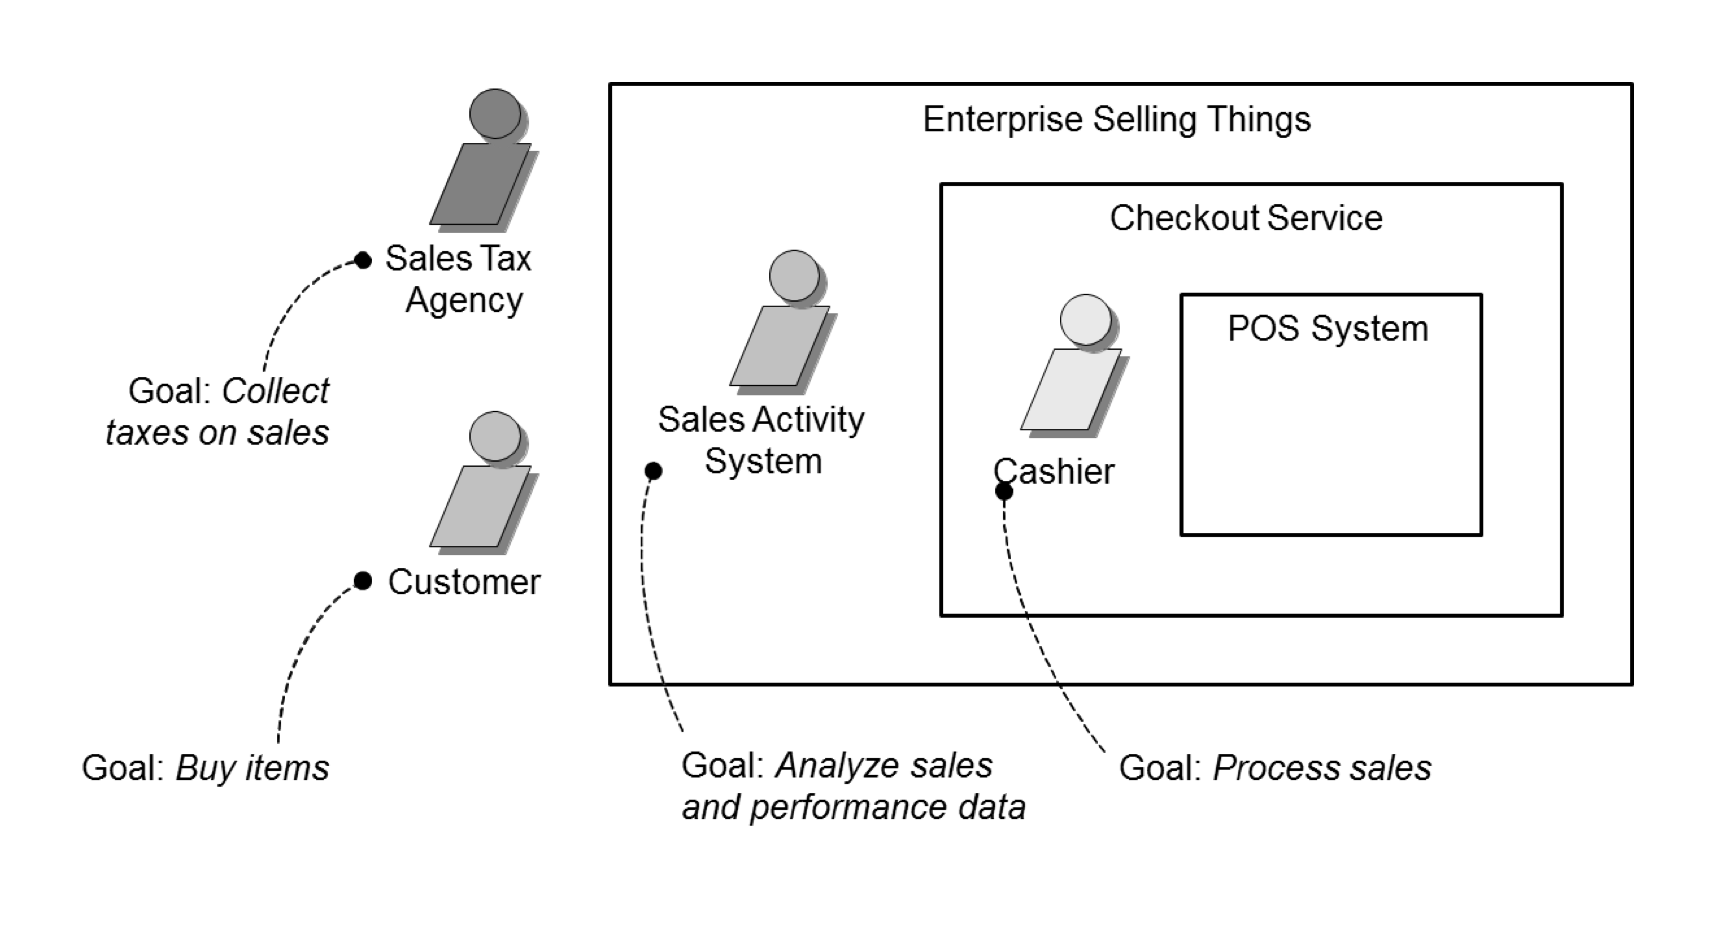 Enterprise Selling Things
Checkout Service
POS System
Sales Tax
Agency
Goal: Collect
taxes on sales
Customer
Goal: Buy items
Sales Activity
System
Goal: Analyze sales
and performance data
Cashier
Goal: Process sales